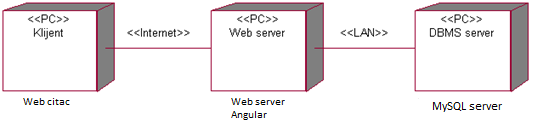 <<PC>>
Klijent
<<Internet>>
<<PC>>
Web server
<<LAN>>
<<PC>>
DBMS server
Web citac
Web server
Angular
MySQL server